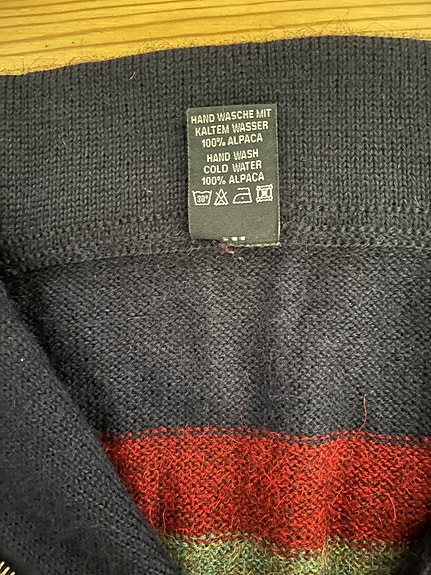 HAND WASCHE MIT
KALTEM WASSER
100% ALPACA
HAND WASH
COLD WATER
100% ALPACA
30°